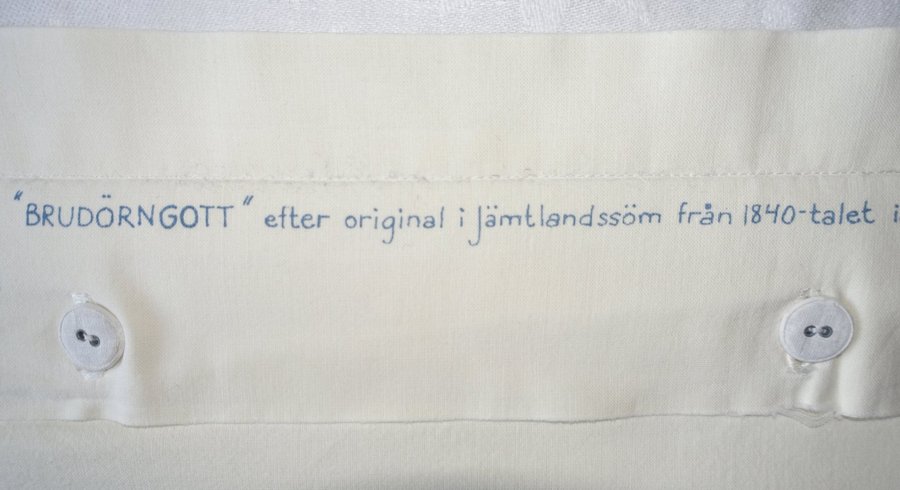 "BRUDÖRNGOTT" efter original i Jämtlandssöm från 1840-talet i